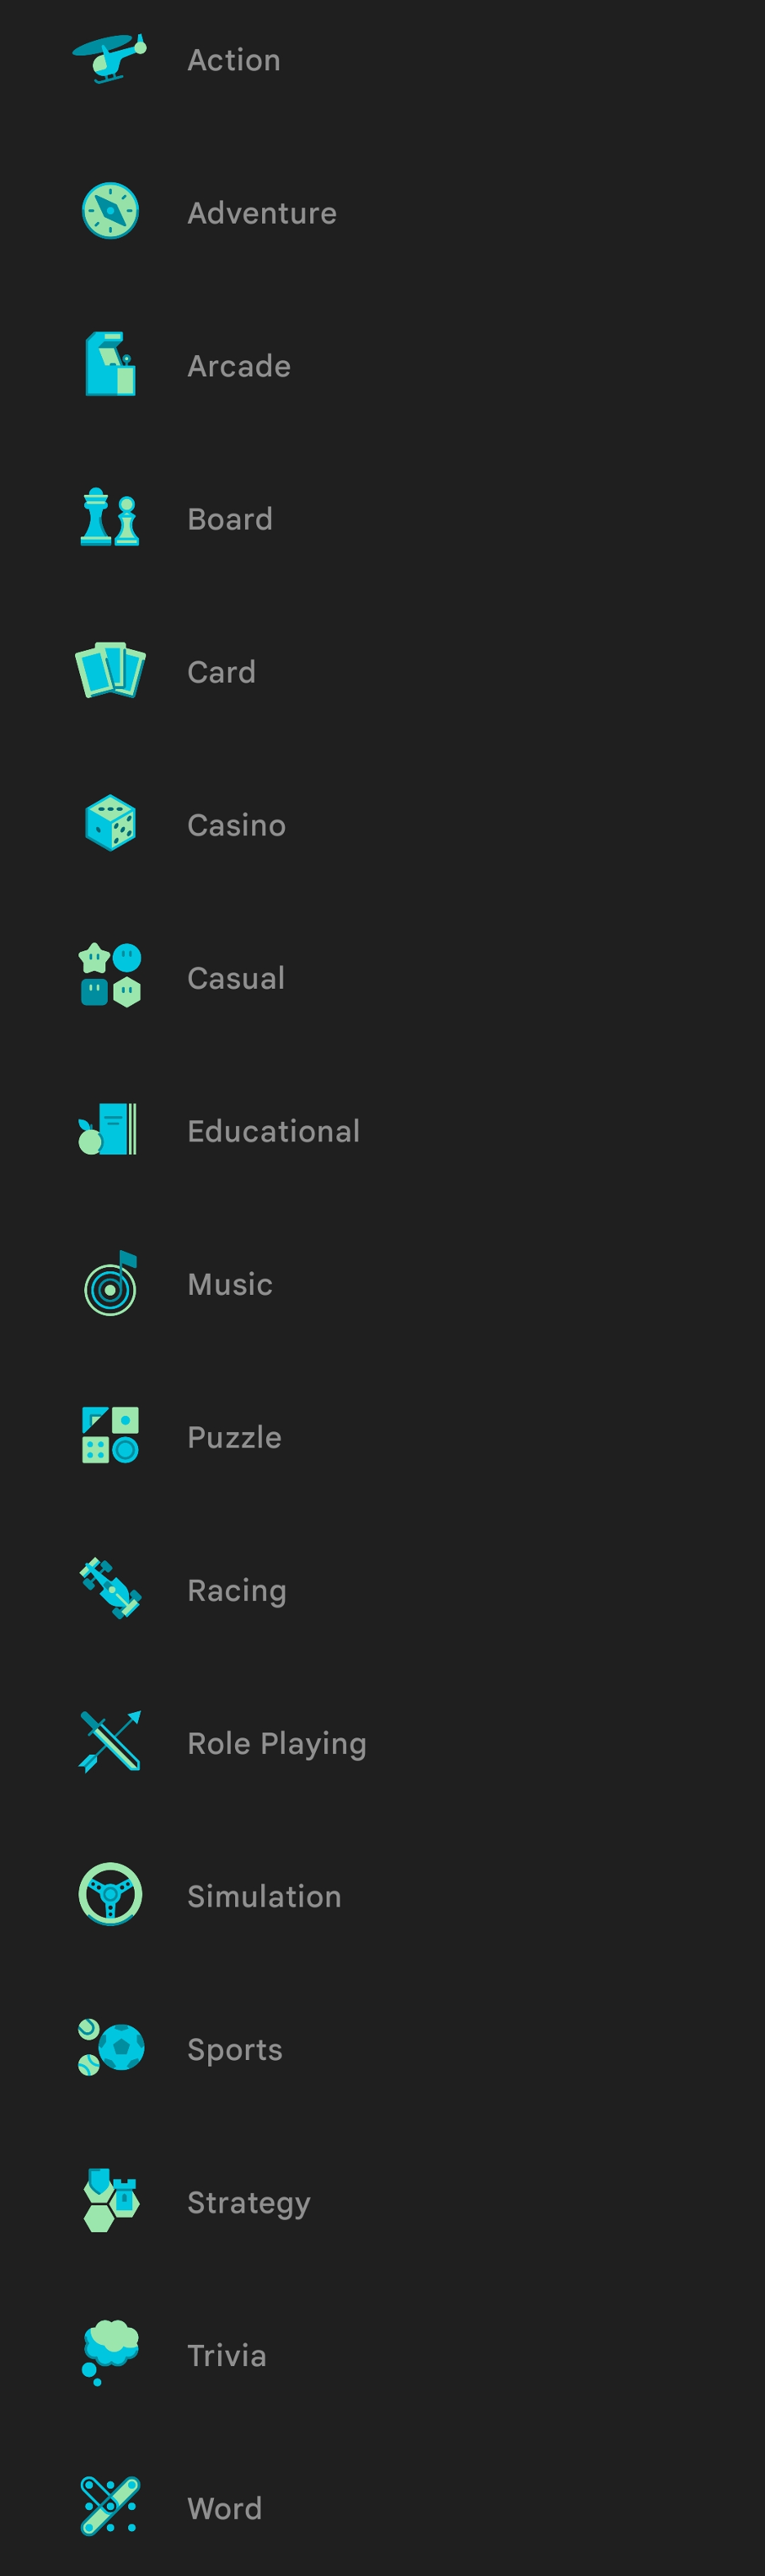 Action
Adventure
Arcade
Board
Card
Casino
Casual
Educational
Music
Puzzle
Racing
Role Playing
Simulation
Sports
Strategy
Trivia
Word